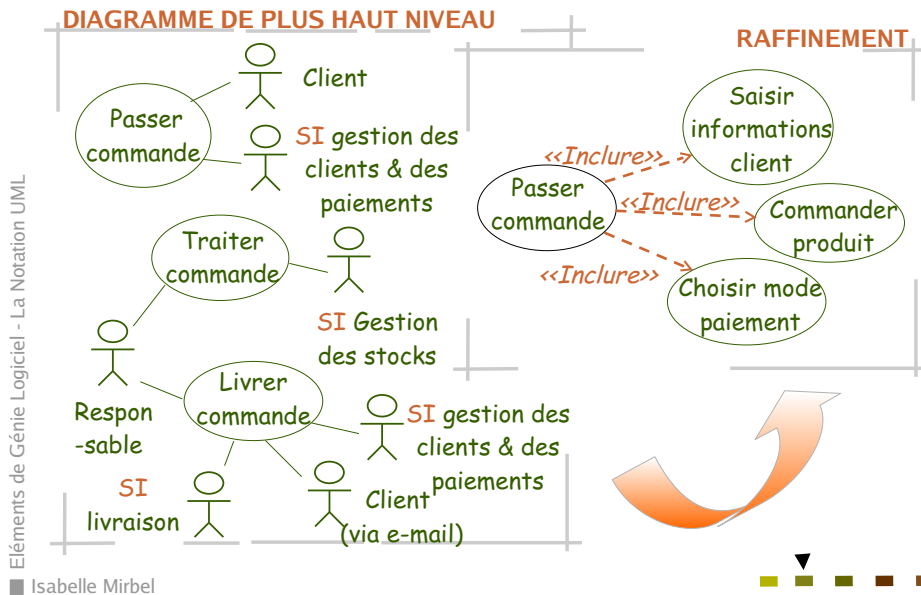 DIAGRAMME DE PLUS HAUT NIVEAU
Client
Passer
commande
SI gestion des
clients & des
paiements
Traiter
commande
SI Gestion
des stocks
Respon
-sable
Livrer
commande
SI gestion des
clients & des
paiements
SI
livraison
Client
(via e-mail)
RAFFINEMENT
Saisir
informations
client
«Inclure»
Passer
commande
«Inclure»
Commander
produit
«Inclure»
Choisir mode
paiement
Eléments de Génie Logiciel - La Notation UML
Isabelle Mirbel